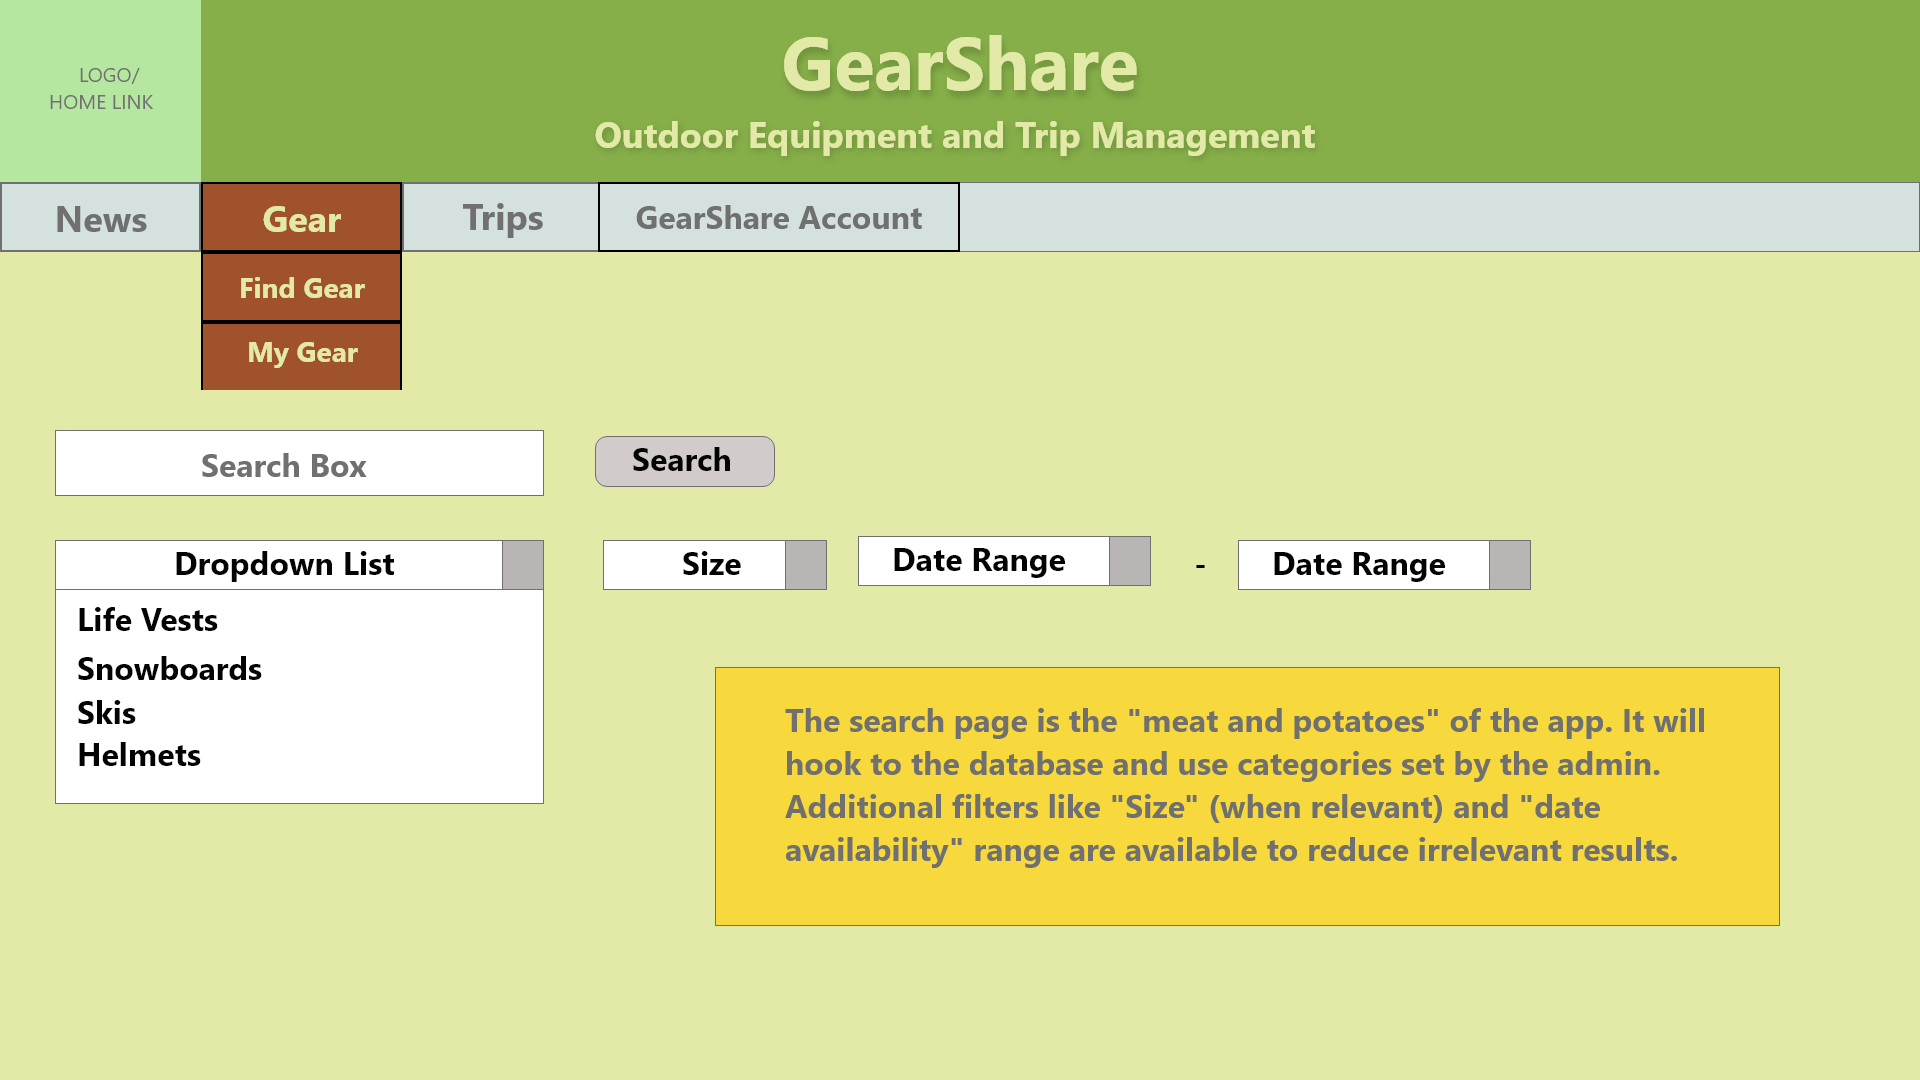 LOGO/
HOME LINK
GearShare
Outdoor Equipment and Trip Management
News
Gear
Trips
GearShare Account
Find Gear
My Gear
Search Box
Search
Dropdown List
Size
Date Range
-
Date Range
Life Vests
Snowboards
Skis
Helmets
The search page is the "meat and potatoes" of the app. It will
hook to the database and use categories set by the admin.
Additional filters like "Size" (when relevant) and "date
availability" range are available to reduce irrelevant results.